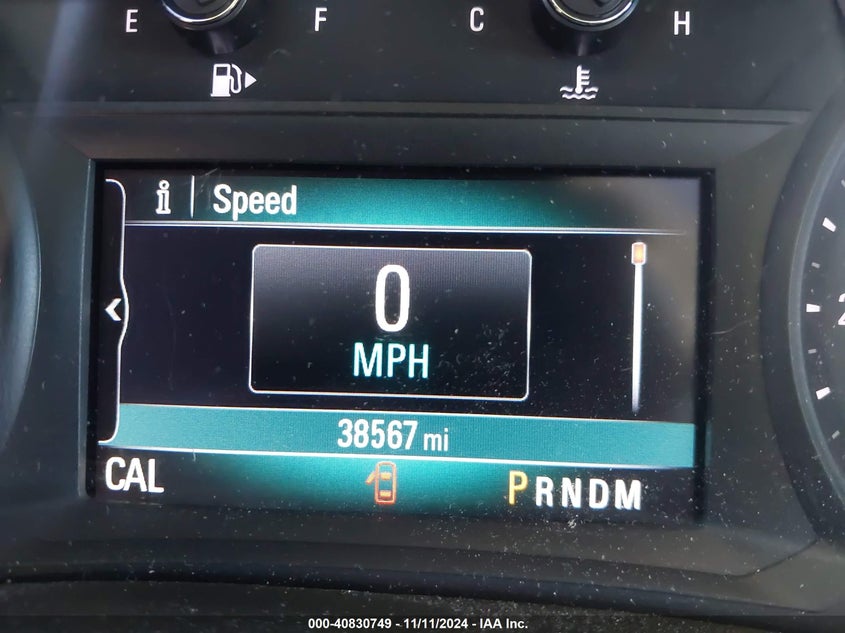 E F C H
i Speed
0
MPH
38567 mi
CAL PRNDM
000-40830749 - 11/11/2024 - IAA Inc.